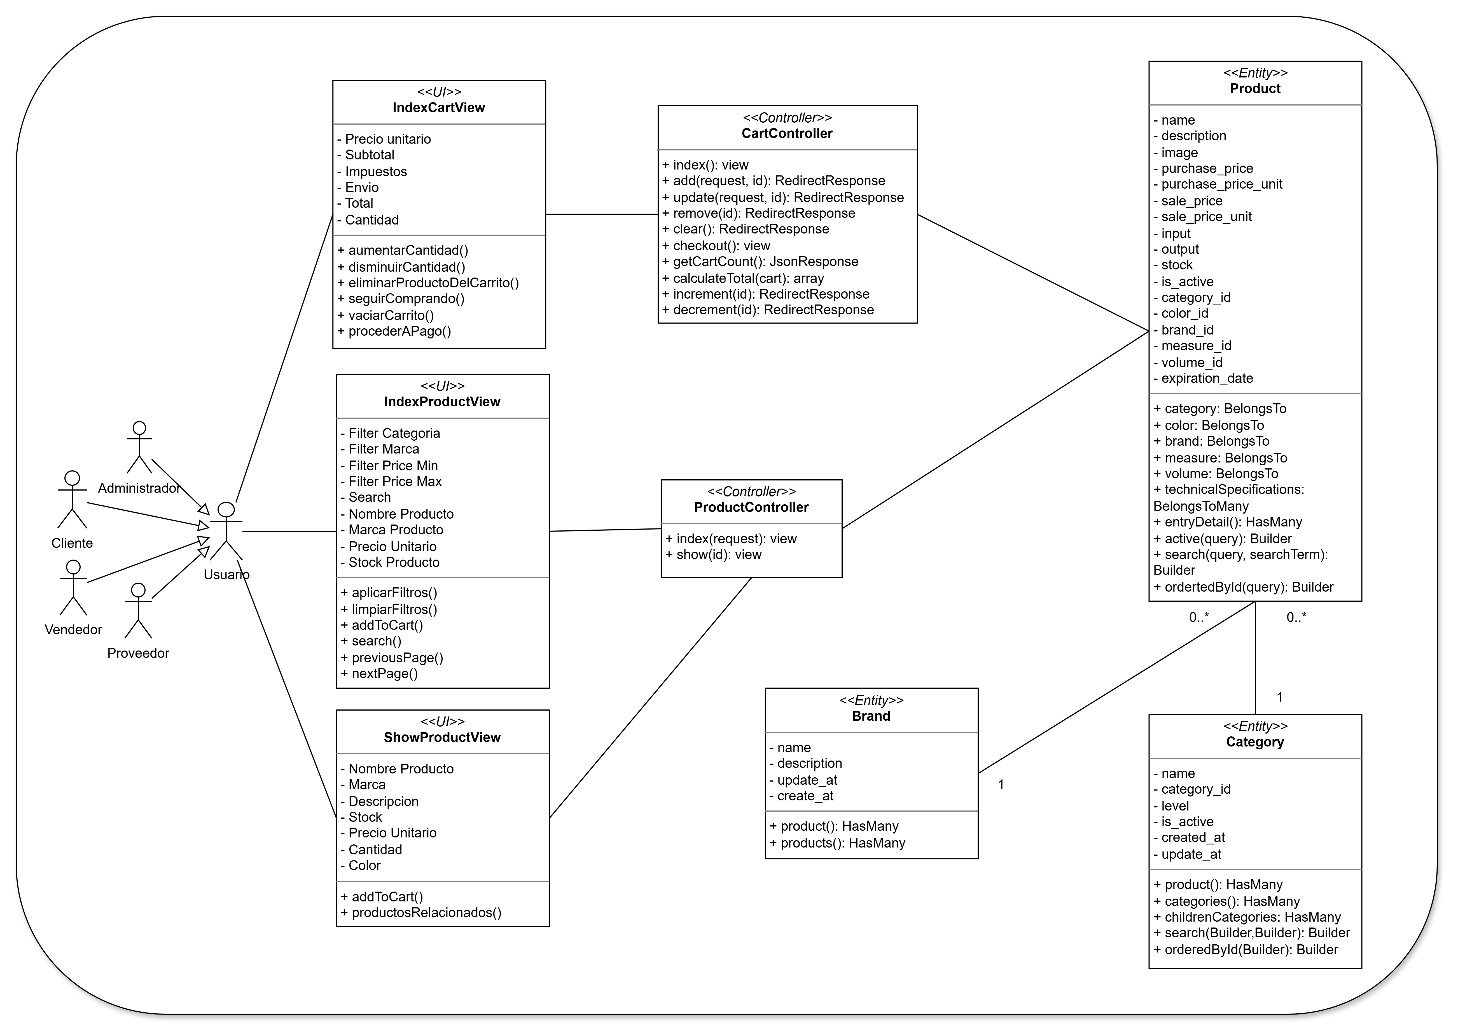 <<UI>>
IndexCartView
- Precio unitario
- Subtotal
- Impuestos
- Envio
- Total
- Cantidad
+ aumentarCantidad()
+ disminuirCantidad()
+ eliminarProductoDelCarrito()
+ seguirComprando()
+ vaciarCarrito()
+ procederAPago()
<<Controller>>
CartController
+ index(): view
+ add(request, id): RedirectResponse
+ update(request, id): RedirectResponse
+ remove(id): RedirectResponse
+ clear(): RedirectResponse
+ checkout(): view
+ getCartCount(): JsonResponse
+ calculateTotal(cart): array
+ increment(id): RedirectResponse
+ decrement(id): RedirectResponse
<<Entity>>
Product
- name
- description
- image
- purchase_price
- purchase_price_unit
- sale_price
- sale_price_unit
- input
- output
- stock
- is_active
- category_id
- color_id
- brand_id
- measure_id
- volume_id
- expiration_date
+ category: BelongsTo
+ color: BelongsTo
+ brand: BelongsTo
+ measure: BelongsTo
+ volume: BelongsTo
+ technicalSpecifications:
BelongsToMany
+ entryDetail(): HasMany
+ active(query): Builder
+ search(query, searchTerm):
Builder
+ ordertedById(query): Builder
<<UI>>
IndexProductView
- Filter Categoria
- Filter Marca
- Filter Price Min
- Filter Price Max
- Search
- Nombre Producto
- Marca Producto
- Precio Unitario
- Stock Producto
+ aplicarFiltros()
+ limpiarFiltros()
+ addToCart()
+ search()
+ previousPage()
+ nextPage()
<<Controller>>
ProductController
+ index(request): view
+ show(id): view
Administrador
Cliente
Usuario
Vendedor
Proveedor
0..*
0..*
1
1
<<UI>>
ShowProductView
- Nombre Producto
- Marca
- Descripcion
- Stock
- Precio Unitario
- Cantidad
- Color
+ addToCart()
+ productosRelacionados()
<<Entity>>
Brand
- name
- description
- update_at
- create_at
+ product(): HasMany
+ products(): HasMany
<<Entity>>
Category
- name
- category_id
- level
- is_active
- created_at
- update_at
+ product(): HasMany
+ categories(): HasMany
+ childrenCategories: HasMany
+ search(Builder,Builder): Builder
+ orderedById(Builder): Builder